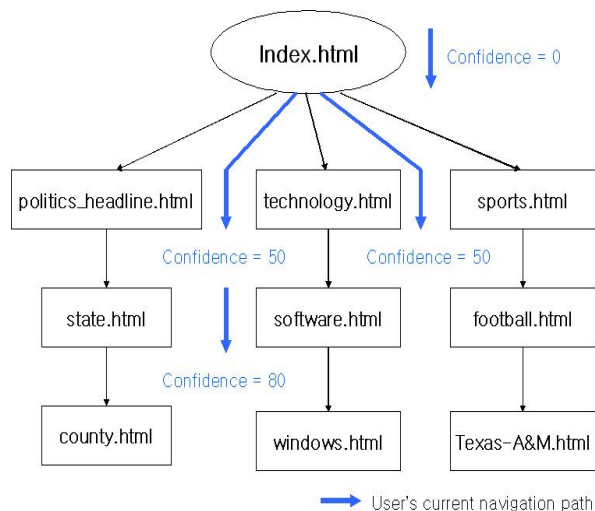 Index.html
Confidence = 0
politics_headline.html
technology.html
sports.html
Confidence = 50
Confidence = 50
state.html
software.html
football.html
Confidence = 80
county.html
windows.html
Texas-A&M.html
User's current navigation path